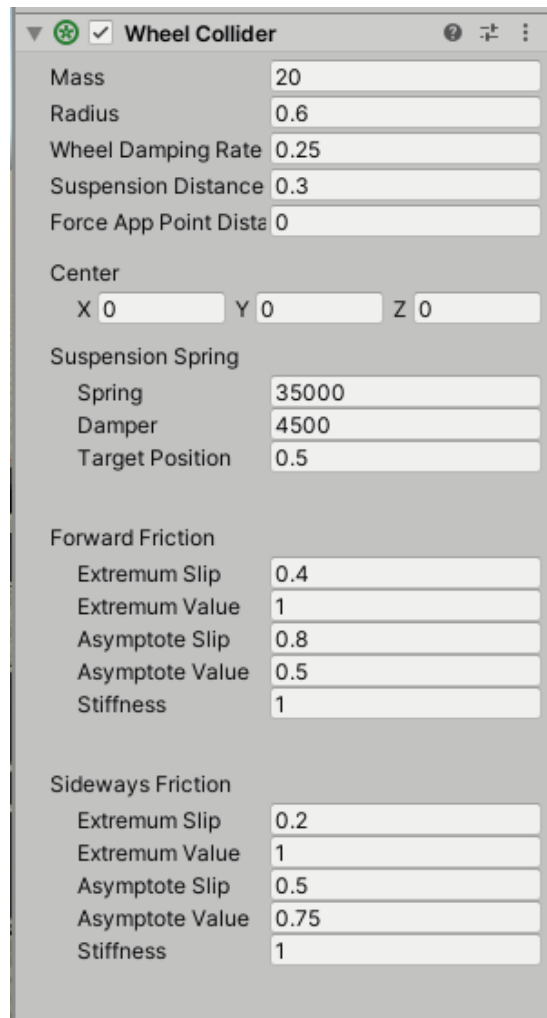 Wheel Collider
Mass 20
Radius 0.6
Wheel Damping Rate 0.25
Suspension Distance 0.3
Force App Point Dista 0
Center
X 0 Y 0 Z 0
Suspension Spring
Spring 35000
Damper 4500
Target Position 0.5
Forward Friction
Extremum Slip 0.4
Extremum Value 1
Asymptote Slip 0.8
Asymptote Value 0.5
Stiffness 1
Sideways Friction
Extremum Slip 0.2
Extremum Value 1
Asymptote Slip 0.5
Asymptote Value 0.75
Stiffness 1